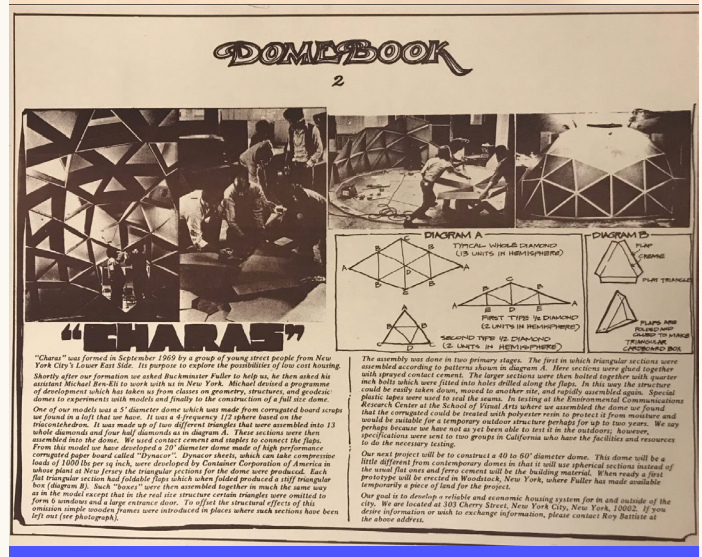 DOMEBOOK
2
DIAGRAM A
TYPICAL WHOLE DIAMOND
(13 UNITS IN HEMISPHERE)
A B C B A
B D B
E
FIRST TYPE 1/2 DIAMOND
(2 UNITS IN HEMISPHERE)
B C B
A E D E A
SECOND TYPE 1/2 DIAMOND
(2 UNITS IN HEMISPHERE)
A
B B
D
DIAGRAM B
FLAP
CREASE
FLAT TRIANGLE
FLAPS ARE
FOLDED AND
GLUED TO MAKE
TRIANGULAR
CARDBOARD BOX
"CHARAS"
"Charas" was formed in September 1969 by a group of young street people from New
York City's Lower East Side. Its purpose to explore the possibilities of low cost housing.
Shortly after our formation we asked Buckminster Fuller to help us, he then asked his
assistant Michael Ben-Eli to work with us in New York. Michael devised a programme
of development which has taken us from classes on geometry, structures, and geodesic
domes to experiments with models and finally to the construction of a full size dome.
One of our models was a 5' diameter dome which was made from corrugated board scraps
we found in a loft that we have. It was a 4 frequency 1/2 sphere based on the
triacontehedron. It was made up of two different triangles that were assembled into 13
whole diamonds and four half diamonds as in diagram A. These sections were then
assembled into the dome. We used contact cement and staples to connect the flaps.
From this model we have developed a 20' diameter dome made of high performance
corrugated paper board called "Dynacor". Dynacor sheets, which can take compressive
loads of 1000 lbs per sq inch, were developed by Container Corporation of America in
whose plant at New Jersey the triangular sections for the dome were produced. Each
flat triangular section had foldable flaps which when folded produced a stiff triangular
box (diagram B). Such "boxes" were then assembled together in much the same way
as in the model except that in the real size structure certain triangles were omitted to
form 6 windows and a large entrance door. To offset the structural effects of this
omission simple wooden frames were introduced in places where such sections have been
left out (see photograph).
The assembly was done in two primary stages. The first in which triangular sections were
assembled according to patterns shown in diagram A. Here sections were glued together
with sprayed contact cement. The larger sections were then bolted together with quarter
inch bolts which were fitted into holes drilled along the flaps. In this way the structure
could be easily taken down, moved to another site, and rapidly assembled again. Special
plastic tapes were used to seal the seams. In testing at the Environmental Communications
Research Center at the School of Visual Arts where we assembled the dome we found
that the corrugated could be treated with polyester resin to protect it from moisture and
would be suitable for a temporary outdoor structure perhaps for up to two years. We say
perhaps because we have not as yet been able to test it in the outdoors; however,
specifications were sent to two groups in California who have the facilities and resources
to do the necessary testing.
Our next project will be to construct a 40 to 60' diameter dome. This dome will be a
little different from contemporary domes in that it will use spherical sections instead of
the usual flat ones and ferro cement will be the building material. When ready a first
prototype will be erected in Woodstock, New York, where Fuller has made available
temporarily a piece of land for the project.
Our goal is to develop a reliable and economic housing system for in and outside of the
city. We are located at 303 Cherry Street, New York City, New York, 10002. If you
desire information or wish to exchange information, please contact Roy Battiste at
the above address.